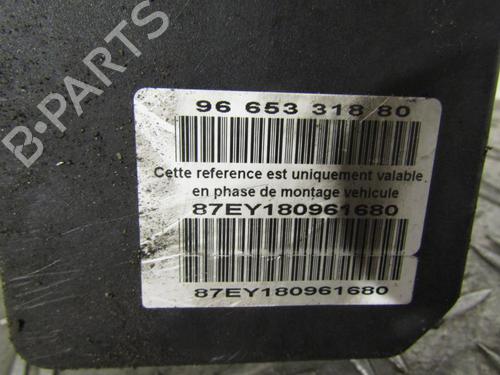 B-PARTS
96 653 318 80
Cette reference est uniquement valable
en phase de montage vehicule
87EY180961680
87EY180961680